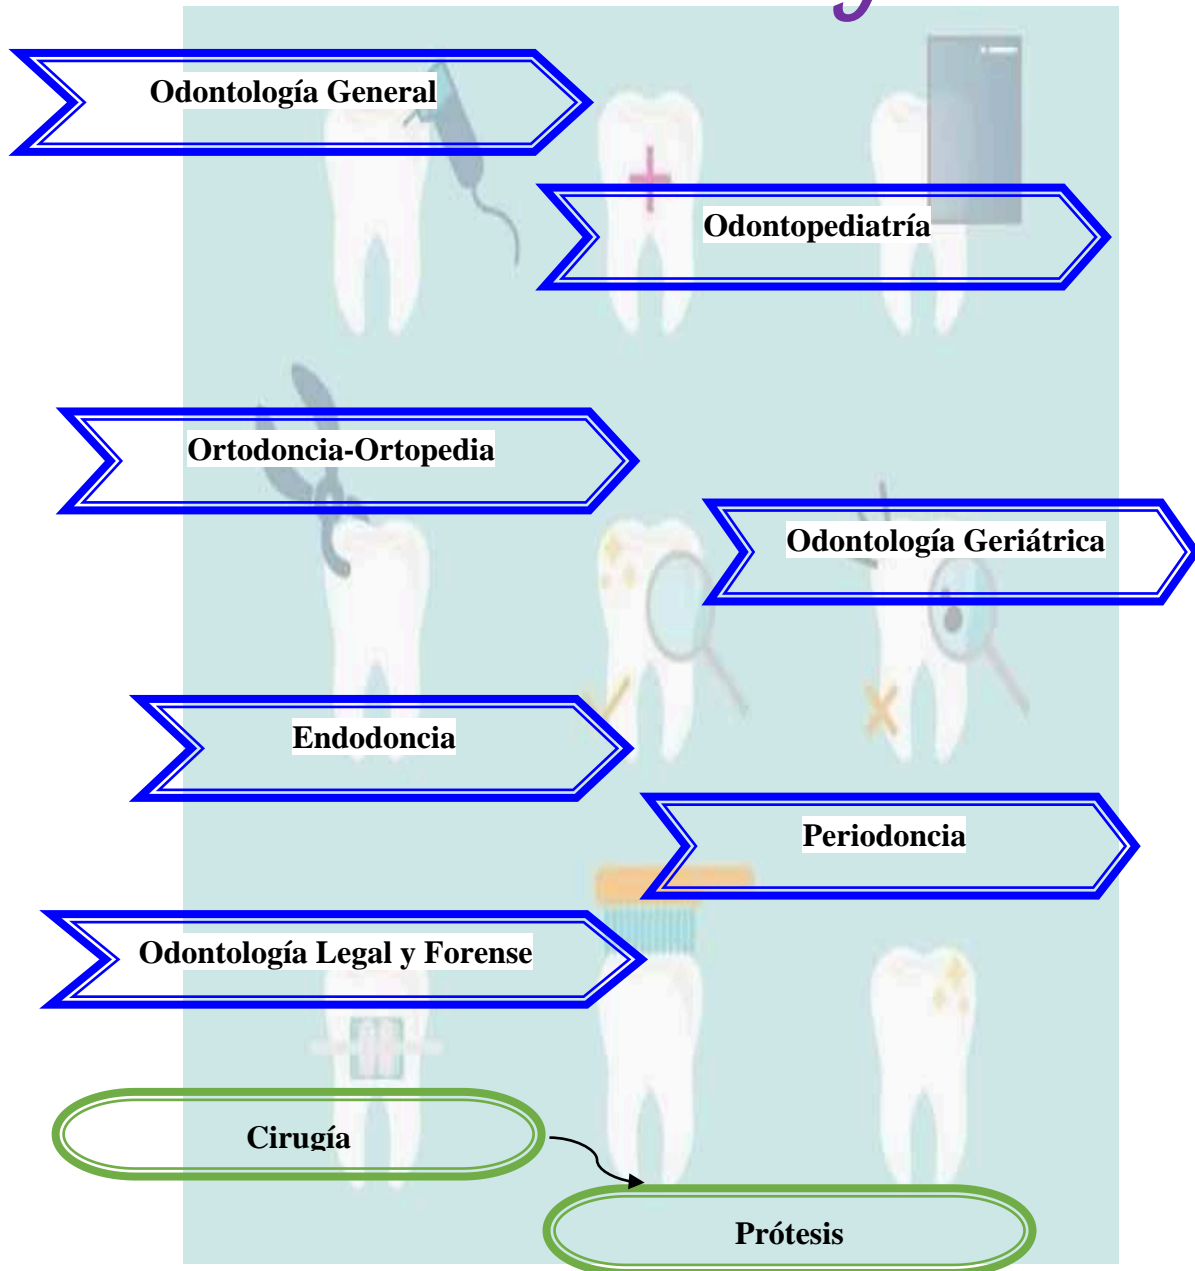 Odontología General
Odontopediatría
Ortodoncia-Ortopedia
Odontología Geriátrica
Endodoncia
Periodoncia
Odontología Legal y Forense
Cirugía
Prótesis